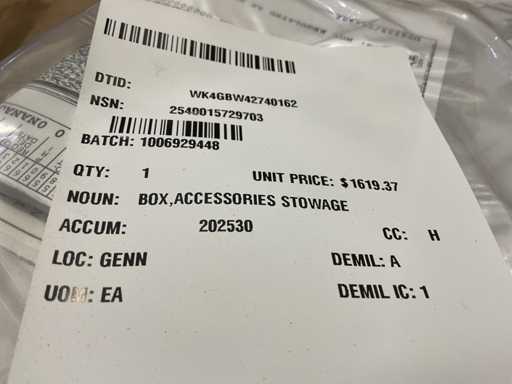 DTID: WK4GBW42740162
NSN: 2540015729703
BATCH: 1006929448
QTY: 1 UNIT PRICE: $1619.37
NOUN: BOX,ACCESSORIES STOWAGE
ACCUM: 202530 CC: H
LOC: GENN DEMIL: A
UOM: EA DEMIL IC: 1